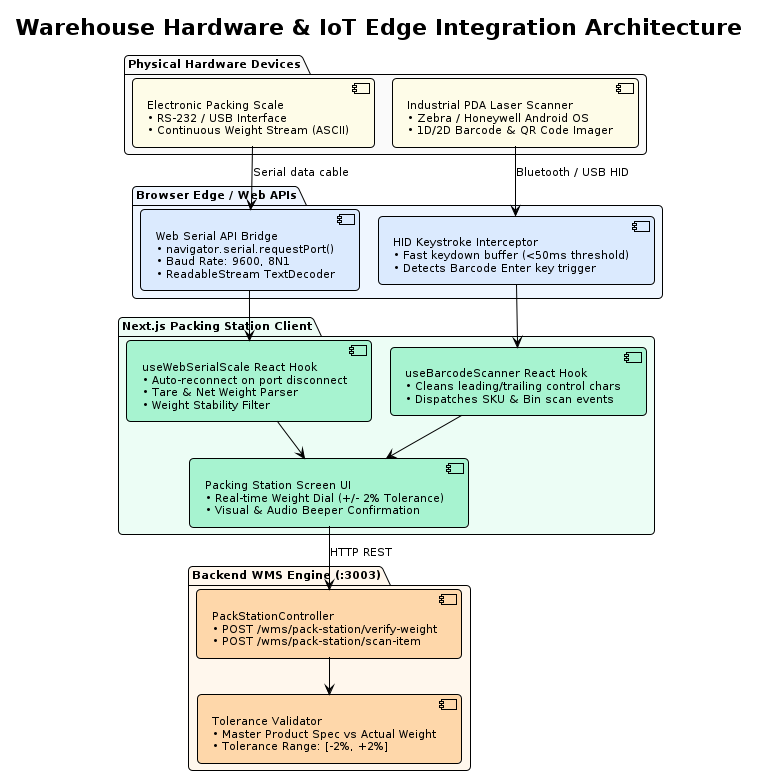 Warehouse Hardware & IoT Edge Integration Architecture
Physical Hardware Devices
Electronic Packing Scale
• RS-232 / USB Interface
• Continuous Weight Stream (ASCII)
Industrial PDA Laser Scanner
• Zebra / Honeywell Android OS
• 1D/2D Barcode & QR Code Imager
Serial data cable
Bluetooth / USB HID
Browser Edge / Web APIs
Web Serial API Bridge
• navigator.serial.requestPort()
• Baud Rate: 9600, 8N1
• ReadableStream TextDecoder
HID Keystroke Interceptor
• Fast keydown buffer (<50ms threshold)
• Detects Barcode Enter key trigger
Next.js Packing Station Client
useWebSerialScale React Hook
• Auto-reconnect on port disconnect
• Tare & Net Weight Parser
• Weight Stability Filter
useBarcodeScanner React Hook
• Cleans leading/trailing control chars
• Dispatches SKU & Bin scan events
Packing Station Screen UI
• Real-time Weight Dial (+/- 2% Tolerance)
• Visual & Audio Beeper Confirmation
HTTP REST
Backend WMS Engine (:3003)
PackStationController
• POST /wms/pack-station/verify-weight
• POST /wms/pack-station/scan-item
Tolerance Validator
• Master Product Spec vs Actual Weight
• Tolerance Range: [-2%, +2%]